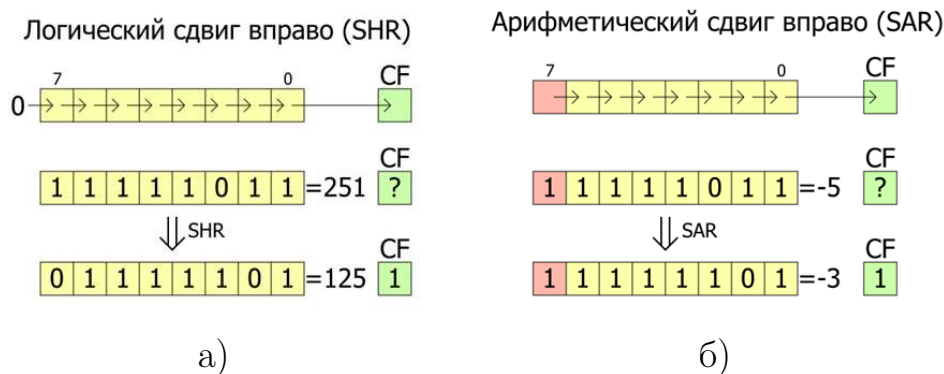 Логический сдвиг вправо (SHR)
7 0 CF
0
CF
1 1 1 1 1 0 1 1 =251 ?
SHR
CF
0 1 1 1 1 1 0 1 =125 1
а)
Арифметический сдвиг вправо (SAR)
7 0 CF
CF
1 1 1 1 1 0 1 1 =-5 ?
SAR
CF
1 1 1 1 1 1 0 1 =-3 1
б)